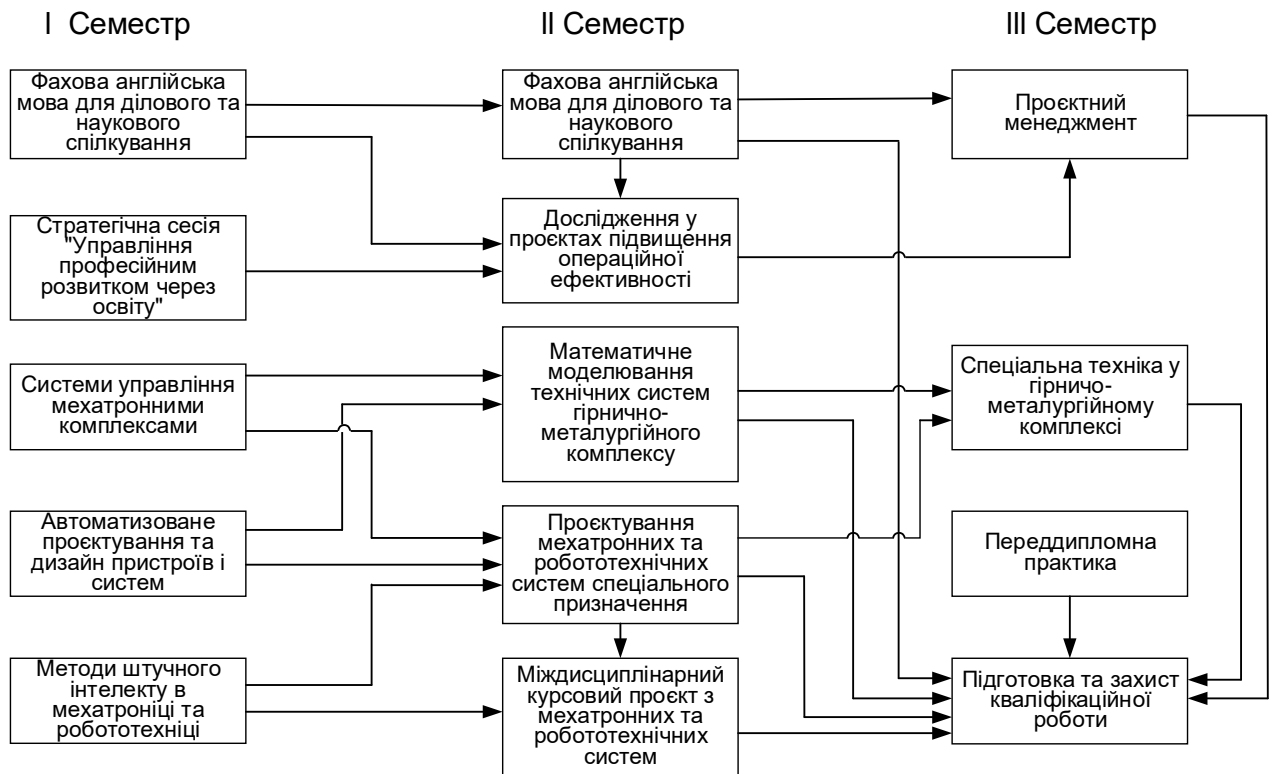 I Семестр
II Семестр
III Семестр
Фахова англійська
мова для ділового та
наукового
спілкування
Стратегічна сесія
"Управління
професійним
розвитком через
освіту"
Системи управління
мехатронними
комплексами
Автоматизоване
проєктування та
дизайн пристроїв і
систем
Методи штучного
інтелекту в
мехатроніці та
робототехніці
Фахова англійська
мова для ділового та
наукового
спілкування
Дослідження у
проєктах підвищення
операційної
ефективності
Математичне
моделювання
технічних систем
гірнично-
металургійного
комплексу
Проєктування
мехатронних та
робототехнічних
систем спеціального
призначення
Міждисциплінарний
курсовий проєкт з
мехатронних та
робототехнічних
систем
Проєктний
менеджмент
Спеціальна техніка у
гірничо-
металургійному
комплексі
Переддипломна
практика
Підготовка та захист
кваліфікаційної
роботи